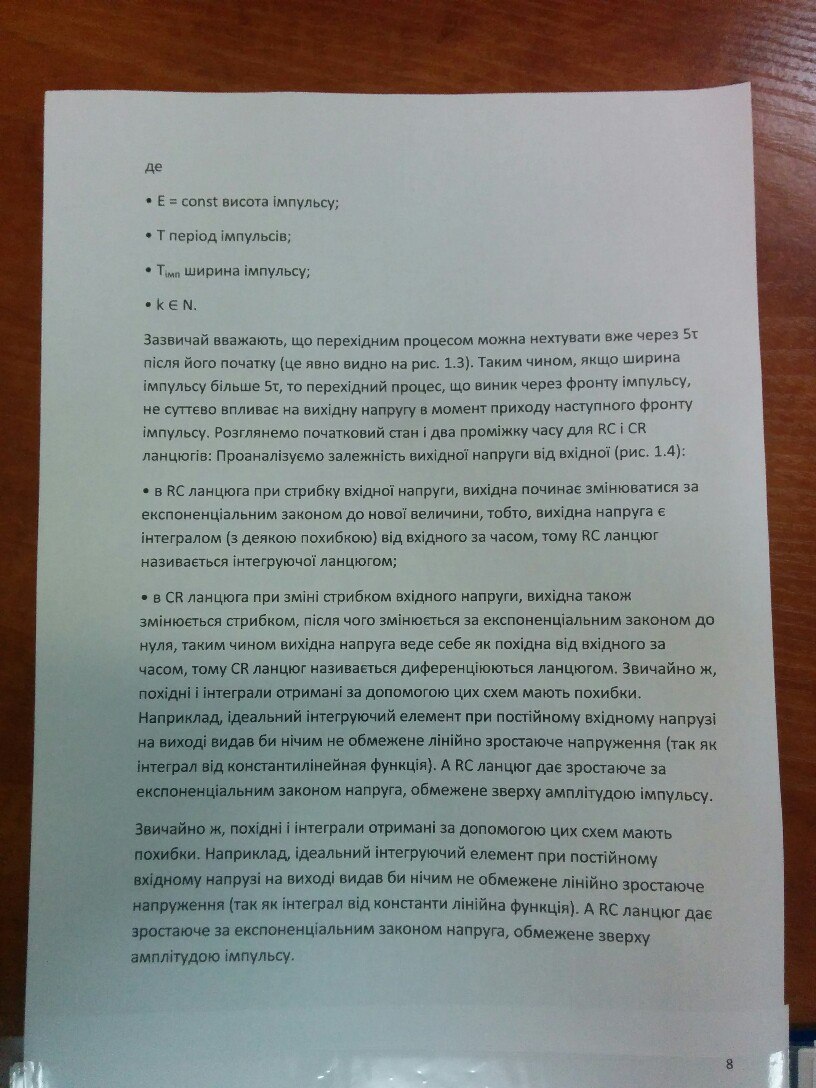 де
• E = const висота імпульсу;
• T період імпульсів;
• Tімп ширина імпульсу;
• k ∈ N.
Зазвичай вважають, що перехідним процесом можна нехтувати вже через 5τ
після його початку (це явно видно на рис. 1.3). Таким чином, якщо ширина
імпульсу більше 5τ, то перехідний процес, що виник через фронту імпульсу,
не суттєво впливає на вихідну напругу в момент приходу наступного фронту
імпульсу. Розглянемо початковий стан і два проміжку часу для RC і CR
ланцюгів: Проаналізуємо залежність вихідної напруги від вхідної (рис. 1.4):
• в RC ланцюга при стрибку вхідної напруги, вихідна починає змінюватися за
експоненціальним законом до нової величини, тобто, вихідна напруга є
інтегралом (з деякою похибкою) від вхідного за часом, тому RC ланцюг
називається інтегруючої ланцюгом;
• в CR ланцюга при зміні стрибком вхідного напруги, вихідна також
змінюється стрибком, після чого змінюється за експоненціальним законом до
нуля, таким чином вихідна напруга веде себе як похідна від вхідного за
часом, тому CR ланцюг називається диференціюються ланцюгом. Звичайно ж,
похідні і інтеграли отримані за допомогою цих схем мають похибки.
Наприклад, ідеальний інтегруючий елемент при постійному вхідному напрузі
на виході видав би нічим не обмежене лінійно зростаюче напруження (так як
інтеграл від константилінейная функція). А RC ланцюг дає зростаюче за
експоненціальним законом напруга, обмежене зверху амплітудою імпульсу.
Звичайно ж, похідні і інтеграли отримані за допомогою цих схем мають
похибки. Наприклад, ідеальний інтегруючий елемент при постійному
вхідному напрузі на виході видав би нічим не обмежене лінійно зростаюче
напруження (так як інтеграл від константи лінійна функція). А RC ланцюг дає
зростаюче за експоненціальним законом напруга, обмежене зверху
амплітудою імпульсу.
8